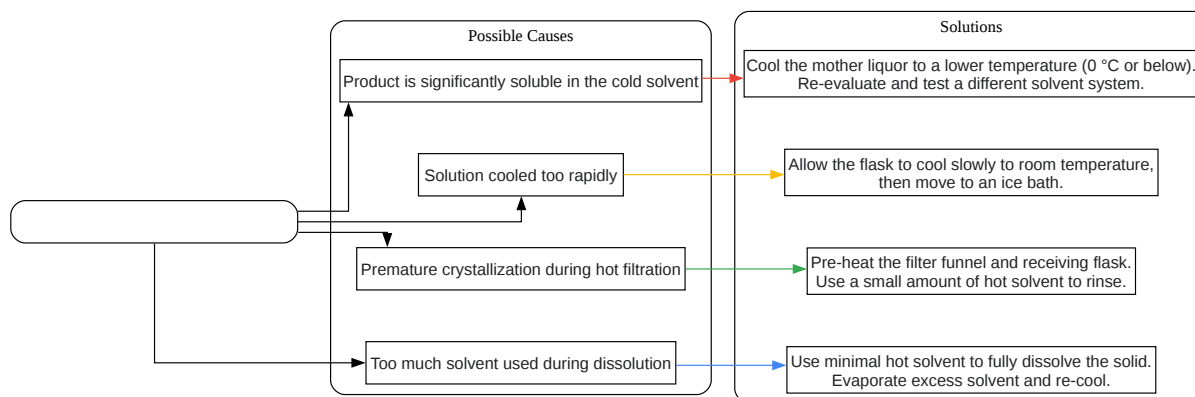 Possible Causes
Solutions
Product is significantly soluble in the cold solvent
Cool the mother liquor to a lower temperature (0 °C or below).
Re-evaluate and test a different solvent system.
Solution cooled too rapidly
Allow the flask to cool slowly to room temperature,
then move to an ice bath.
Premature crystallization during hot filtration
Pre-heat the filter funnel and receiving flask.
Use a small amount of hot solvent to rinse.
Too much solvent used during dissolution
Use minimal hot solvent to fully dissolve the solid.
Evaporate excess solvent and re-cool.